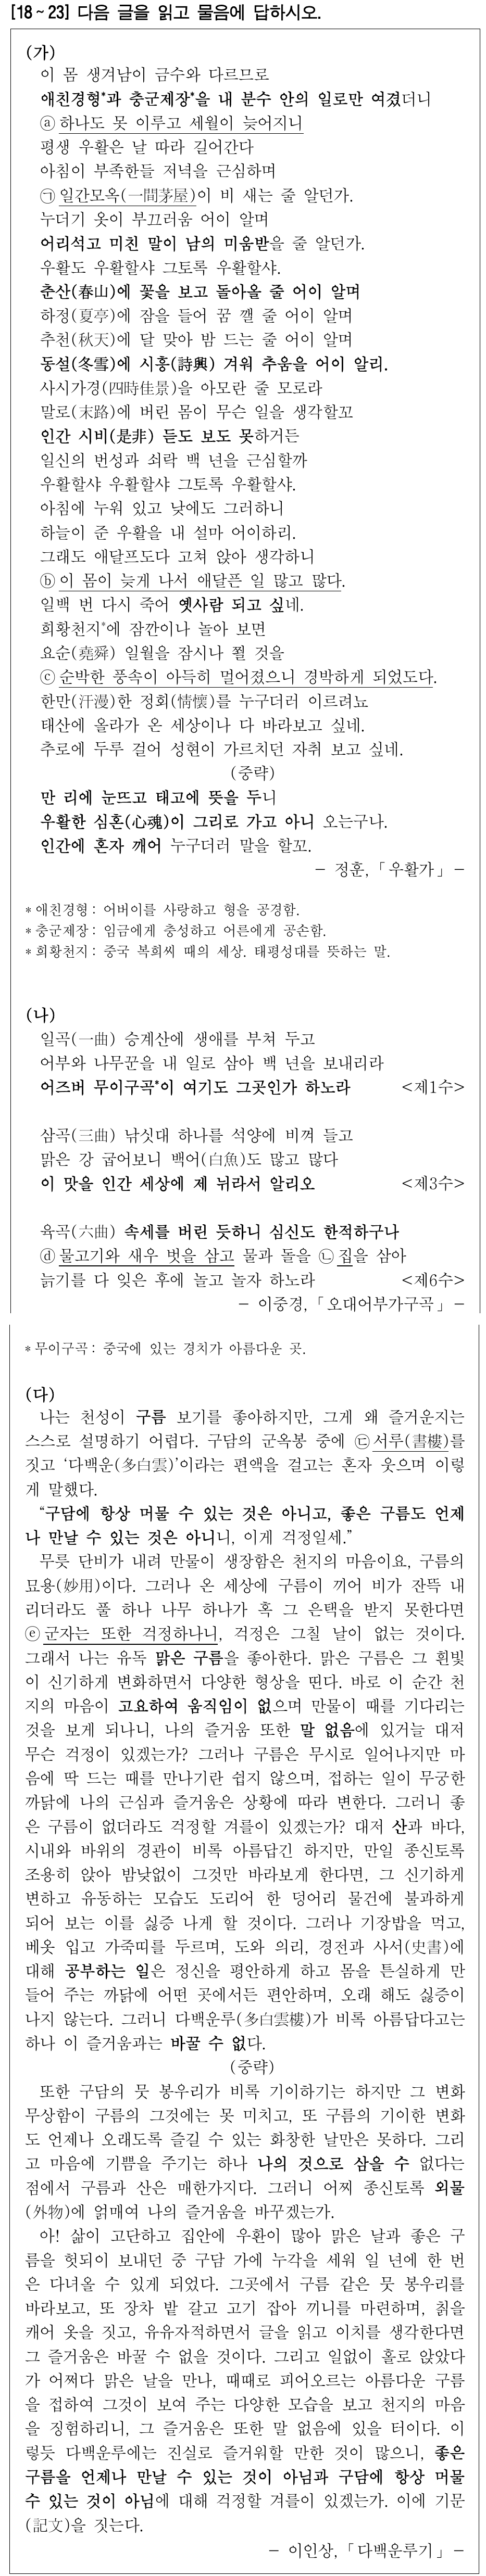 [18 ~ 23] 다음 글을 읽고 물음에 답하시오.
(가)
이 몸 생겨남이 금수와 다르므로
애친경형*과 충군제장*을 내 분수 안의 일로만 여겼더니
ⓐ 하나도 못 이루고 세월이 늦어지니
평생 우활은 날 따라 길어간다
아침이 부족한들 저녁을 근심하며
㉠ 일간모옥(一間茅屋)이 비 새는 줄 알던가.
누더기 옷이 부끄러움 어이 알며
어리석고 미친 말이 남의 미움받을 줄 알던가.
우활도 우활할샤 그토록 우활할샤.
춘산(春山)에 꽃을 보고 돌아올 줄 어이 알며
하정(夏亭)에 잠을 들어 꿈 깰 줄 어이 알며
추천(秋天)에 달 맞아 밤 드는 줄 어이 알며
동설(冬雪)에 시흥(詩興) 겨워 추움을 어이 알리.
사시가경(四時佳景)을 아모란 줄 모로라
말로(末路)에 버린 몸이 무슨 일을 생각할꼬
인간 시비(是非) 듣도 보도 못하거든
일신의 번성과 쇠락 백 년을 근심할까
우활할샤 우활할샤 그토록 우활할샤.
아침에 누워 있고 낮에도 그러하니
하늘이 준 우활을 내 설마 어이하리.
그래도 애달프도다 고쳐 앉아 생각하니
ⓑ 이 몸이 늦게 나서 애달픈 일 많고 많다.
일백 번 다시 죽어 옛사람 되고 싶네.
희황천지*에 잠깐이나 놀아 보면
요순(堯舜) 일월을 잠시나 쬘 것을
ⓒ 순박한 풍속이 아득히 멀어졌으니 경박하게 되었도다.
한만(汗漫)한 정회(情懷)를 누구더러 이르려뇨
태산에 올라가 온 세상이나 다 바라보고 싶네.
추로에 두루 걸어 성현이 가르치던 자취 보고 싶네.
(중략)
만 리에 눈뜨고 태고에 뜻을 두니
우활한 심혼(心魂)이 그리로 가고 아니 오는구나.
인간에 혼자 깨어 누구더러 말을 할꼬.
- 정훈, 「우활가」 -
* 애친경형 : 어버이를 사랑하고 형을 공경함.
* 충군제장 : 임금에게 충성하고 어른에게 공손함.
* 희황천지 : 중국 복희씨 때의 세상. 태평성대를 뜻하는 말.
(나)
일곡(一曲) 승계산에 생애를 부쳐 두고
어부와 나무꾼을 내 일로 삼아 백 년을 보내리라
어즈버 무이구곡*이 여기도 그곳인가 하노라 <제1수>
삼곡(三曲) 낚싯대 하나를 석양에 비껴 들고
맑은 강 굽어보니 백어(白魚)도 많고 많다
이 맛을 인간 세상에 제 뉘라서 알리오 <제3수>
육곡(六曲) 속세를 버린 듯하니 심신도 한적하구나
ⓓ 물고기와 새우 벗을 삼고 물과 돌을 ㉡ 집을 삼아
늙기를 다 잊은 후에 놀고 놀자 하노라 <제6수>
- 이중경, 「오대어부가구곡」 -
* 무이구곡 : 중국에 있는 경치가 아름다운 곳.
(다)
나는 천성이 구름 보기를 좋아하지만, 그게 왜 즐거운지는
스스로 설명하기 어렵다. 구담의 군옥봉 중에 ㉢ 서루(書樓)를
짓고 ‘다백운(多白雲)’이라는 편액을 걸고는 혼자 웃으며 이렇
게 말했다.
“구담에 항상 머물 수 있는 것은 아니고, 좋은 구름도 언제
나 만날 수 있는 것은 아니니, 이게 걱정일세.”
무릇 단비가 내려 만물이 생장함은 천지의 마음이요, 구름의
묘용(妙用)이다. 그러나 온 세상에 구름이 끼어 비가 잔뜩 내
리더라도 풀 하나 나무 하나가 혹 그 은택을 받지 못한다면
ⓔ 군자는 또한 걱정하나니, 걱정은 그칠 날이 없는 것이다.
그래서 나는 유독 맑은 구름을 좋아한다. 맑은 구름은 그 흰빛
이 신기하게 변화하면서 다양한 형상을 띤다. 바로 이 순간 천
지의 마음이 고요하여 움직임이 없으며 만물이 때를 기다리는
것을 보게 되나니, 나의 즐거움 또한 말 없음에 있거늘 대저
무슨 걱정이 있겠는가? 그러나 구름은 무시로 일어나지만 마
음에 딱 드는 때를 만나기란 쉽지 않으며, 접하는 일이 무궁한
까닭에 나의 근심과 즐거움은 상황에 따라 변한다. 그러니 좋
은 구름이 없더라도 걱정할 겨를이 있겠는가? 대저 산과 바다,
시내와 바위의 경관이 비록 아름답긴 하지만, 만일 종신토록
조용히 앉아 밤낮없이 그것만 바라보게 한다면, 그 신기하게
변하고 유동하는 모습도 도리어 한 덩어리 물건에 불과하게
되어 보는 이를 싫증 나게 할 것이다. 그러나 기장밥을 먹고,
베옷 입고 가죽띠를 두르며, 도와 의리, 경전과 사서(史書)에
대해 공부하는 일은 정신을 평안하게 하고 몸을 튼실하게 만
들어 주는 까닭에 어떤 곳에서든 편안하며, 오래 해도 싫증이
나지 않는다. 그러니 다백운루(多白雲樓)가 비록 아름답다고는
하나 이 즐거움과는 바꿀 수 없다.
(중략)
또한 구담의 뭇 봉우리가 비록 기이하기는 하지만 그 변화
무상함이 구름의 그것에는 못 미치고, 또 구름의 기이한 변화
도 언제나 오래도록 즐길 수 있는 화창한 날만은 못하다. 그리
고 마음에 기쁨을 주기는 하나 나의 것으로 삼을 수 없다는
점에서 구름과 산은 매한가지다. 그러니 어찌 종신토록 외물
(外物)에 얽매여 나의 즐거움을 바꾸겠는가.
아! 삶이 고단하고 집안에 우환이 많아 맑은 날과 좋은 구
름을 헛되이 보내던 중 구담 가에 누각을 세워 일 년에 한 번
은 다녀올 수 있게 되었다. 그곳에서 구름 같은 뭇 봉우리를
바라보고, 또 장차 밭 갈고 고기 잡아 끼니를 마련하며, 칡을
캐어 옷을 짓고, 유유자적하면서 글을 읽고 이치를 생각한다면
그 즐거움은 바꿀 수 없을 것이다. 그리고 일없이 홀로 앉았다
가 어쩌다 맑은 날을 만나, 때때로 피어오르는 아름다운 구름
을 접하여 그것이 보여 주는 다양한 모습을 보고 천지의 마음
을 징험하리니, 그 즐거움은 또한 말 없음에 있을 터이다. 이
렇듯 다백운루에는 진실로 즐거워할 만한 것이 많으니, 좋은
구름을 언제나 만날 수 있는 것이 아님과 구담에 항상 머물
수 있는 것이 아님에 대해 걱정할 겨를이 있겠는가. 이에 기문
(記文)을 짓는다.
- 이인상, 「다백운루기」 -